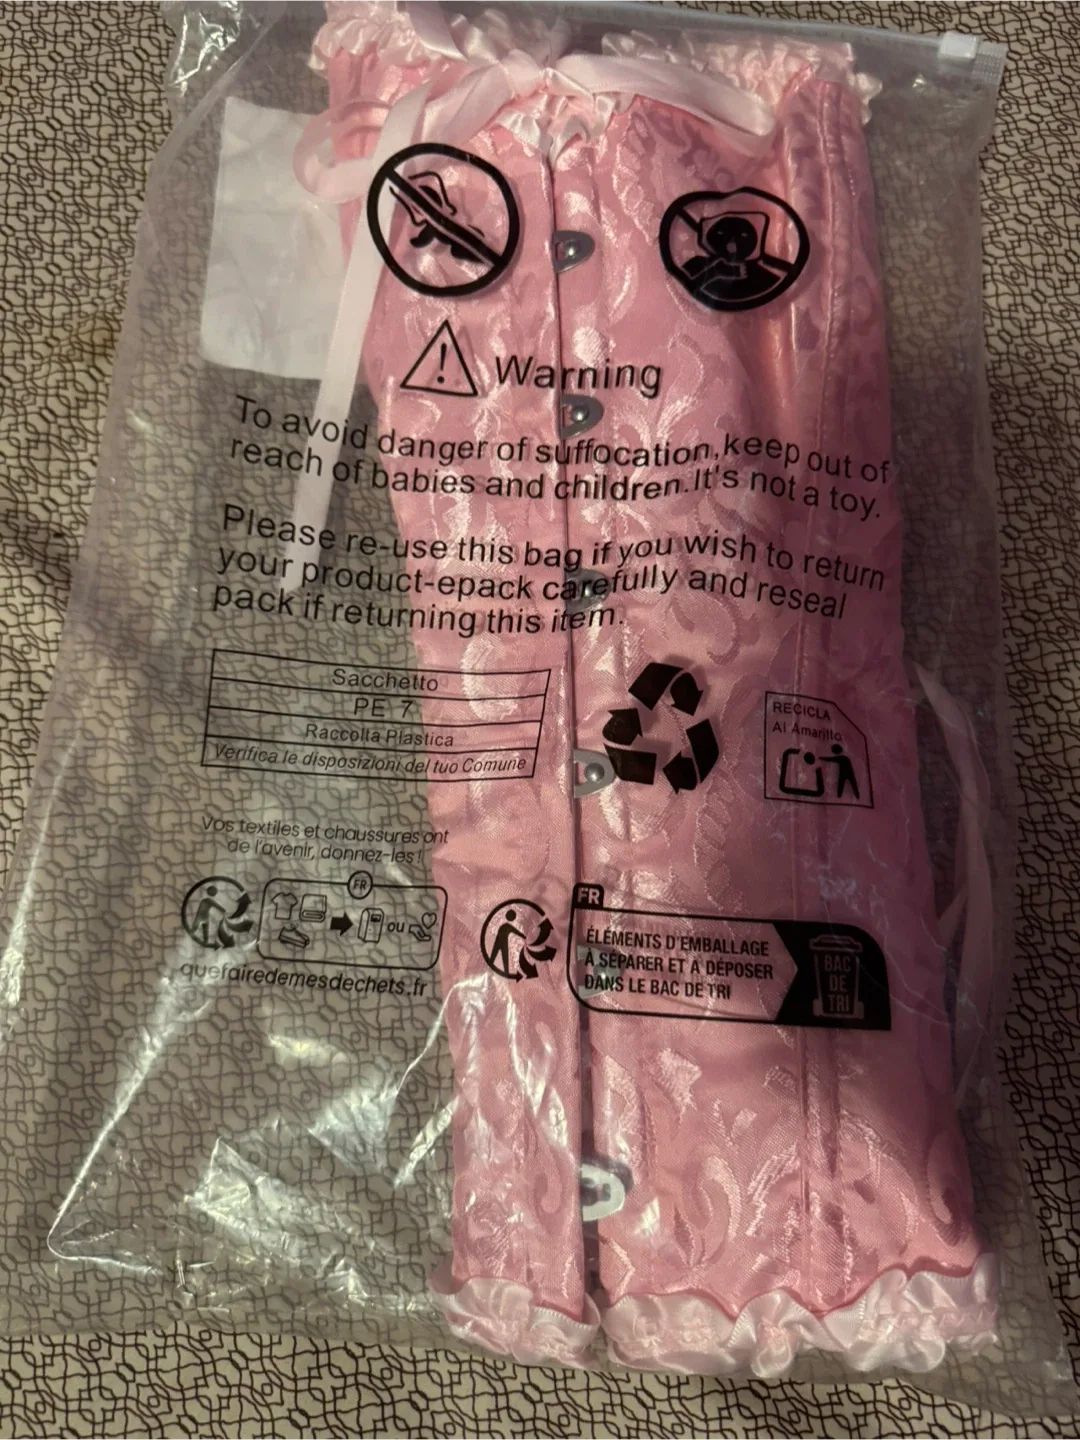 Warning
To avoid danger of suffocation,keep out of
reach of babies and children.It's not a toy.
Please re-use this bag if you wish to return
your product-epack carefully and reseal
pack if returning this item.
Sacchetto
PE 7
Raccolta Plastica
Verifica le disposizioni del tuo Comune
RECICLA
Al Amarillo
Vos textiles et chaussures ont
de l'avenir, donnez-les!
FR
ou
quefairedemesdechets.fr
FR
ÉLÉMENTS D'EMBALLAGE
À SÉPARER ET À DÉPOSER
DANS LE BAC DE TRI
BAC
DE
TRI